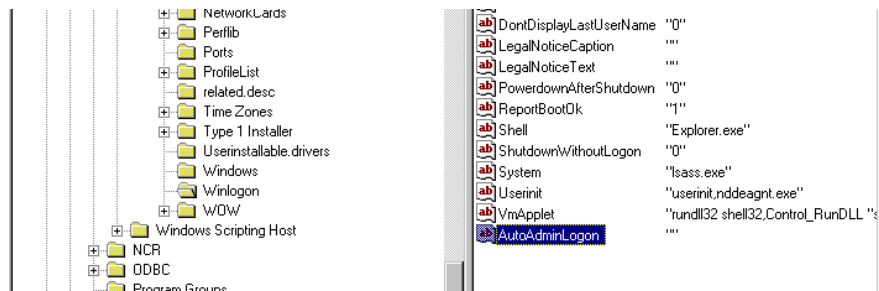 NetworkCards
Perflib
Ports
ProfileList
related.desc
Time Zones
Type 1 Installer
Userinstallable.drivers
Windows
Winlogon
WOW
Windows Scripting Host
NCR
ODBC
Program Groups
DontDisplayLastUserName "0"
LegalNoticeCaption ""
LegalNoticeText ""
PowerdownAfterShutdown "0"
ReportBootOk "1"
Shell "Explorer.exe"
ShutdownWithoutLogon "0"
System "lsass.exe"
Userinit "userinit,nddeagnt.exe"
VmApplet "rundll32 shell32,Control_RunDLL "s
AutoAdminLogon ""